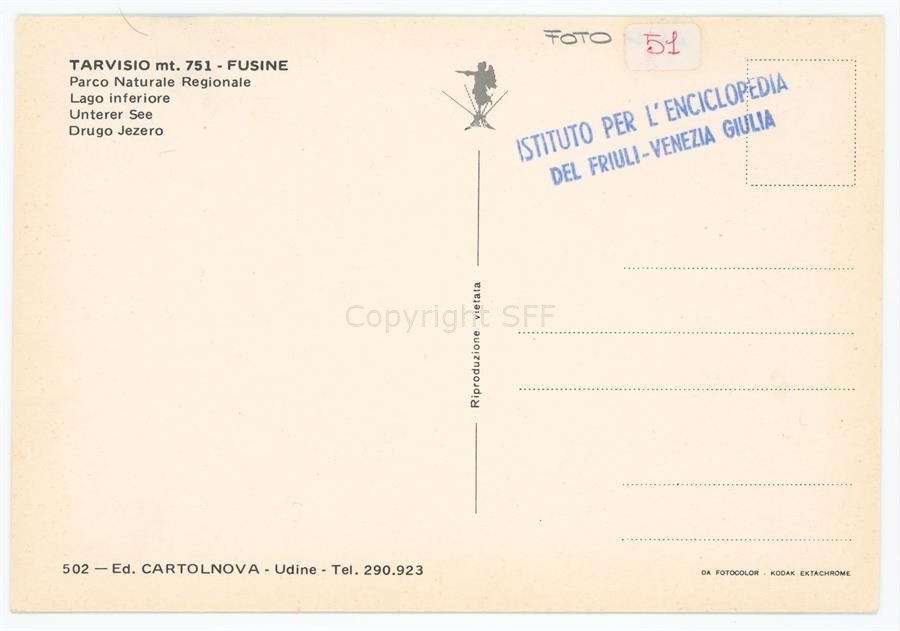 FOTO 51
TARVISIO mt. 751 - FUSINE
Parco Naturale Regionale
Lago inferiore
Unterer See
Drugo Jezero
ISTITUTO PER L'ENCICLOPEDIA
DEL FRIULI-VENEZIA GIULIA
Riproduzione vietata
Copyright SFF
502 — Ed. CARTOLNOVA - Udine - Tel. 290.923
DA FOTOCOLOR - KODAK EKTACHROME